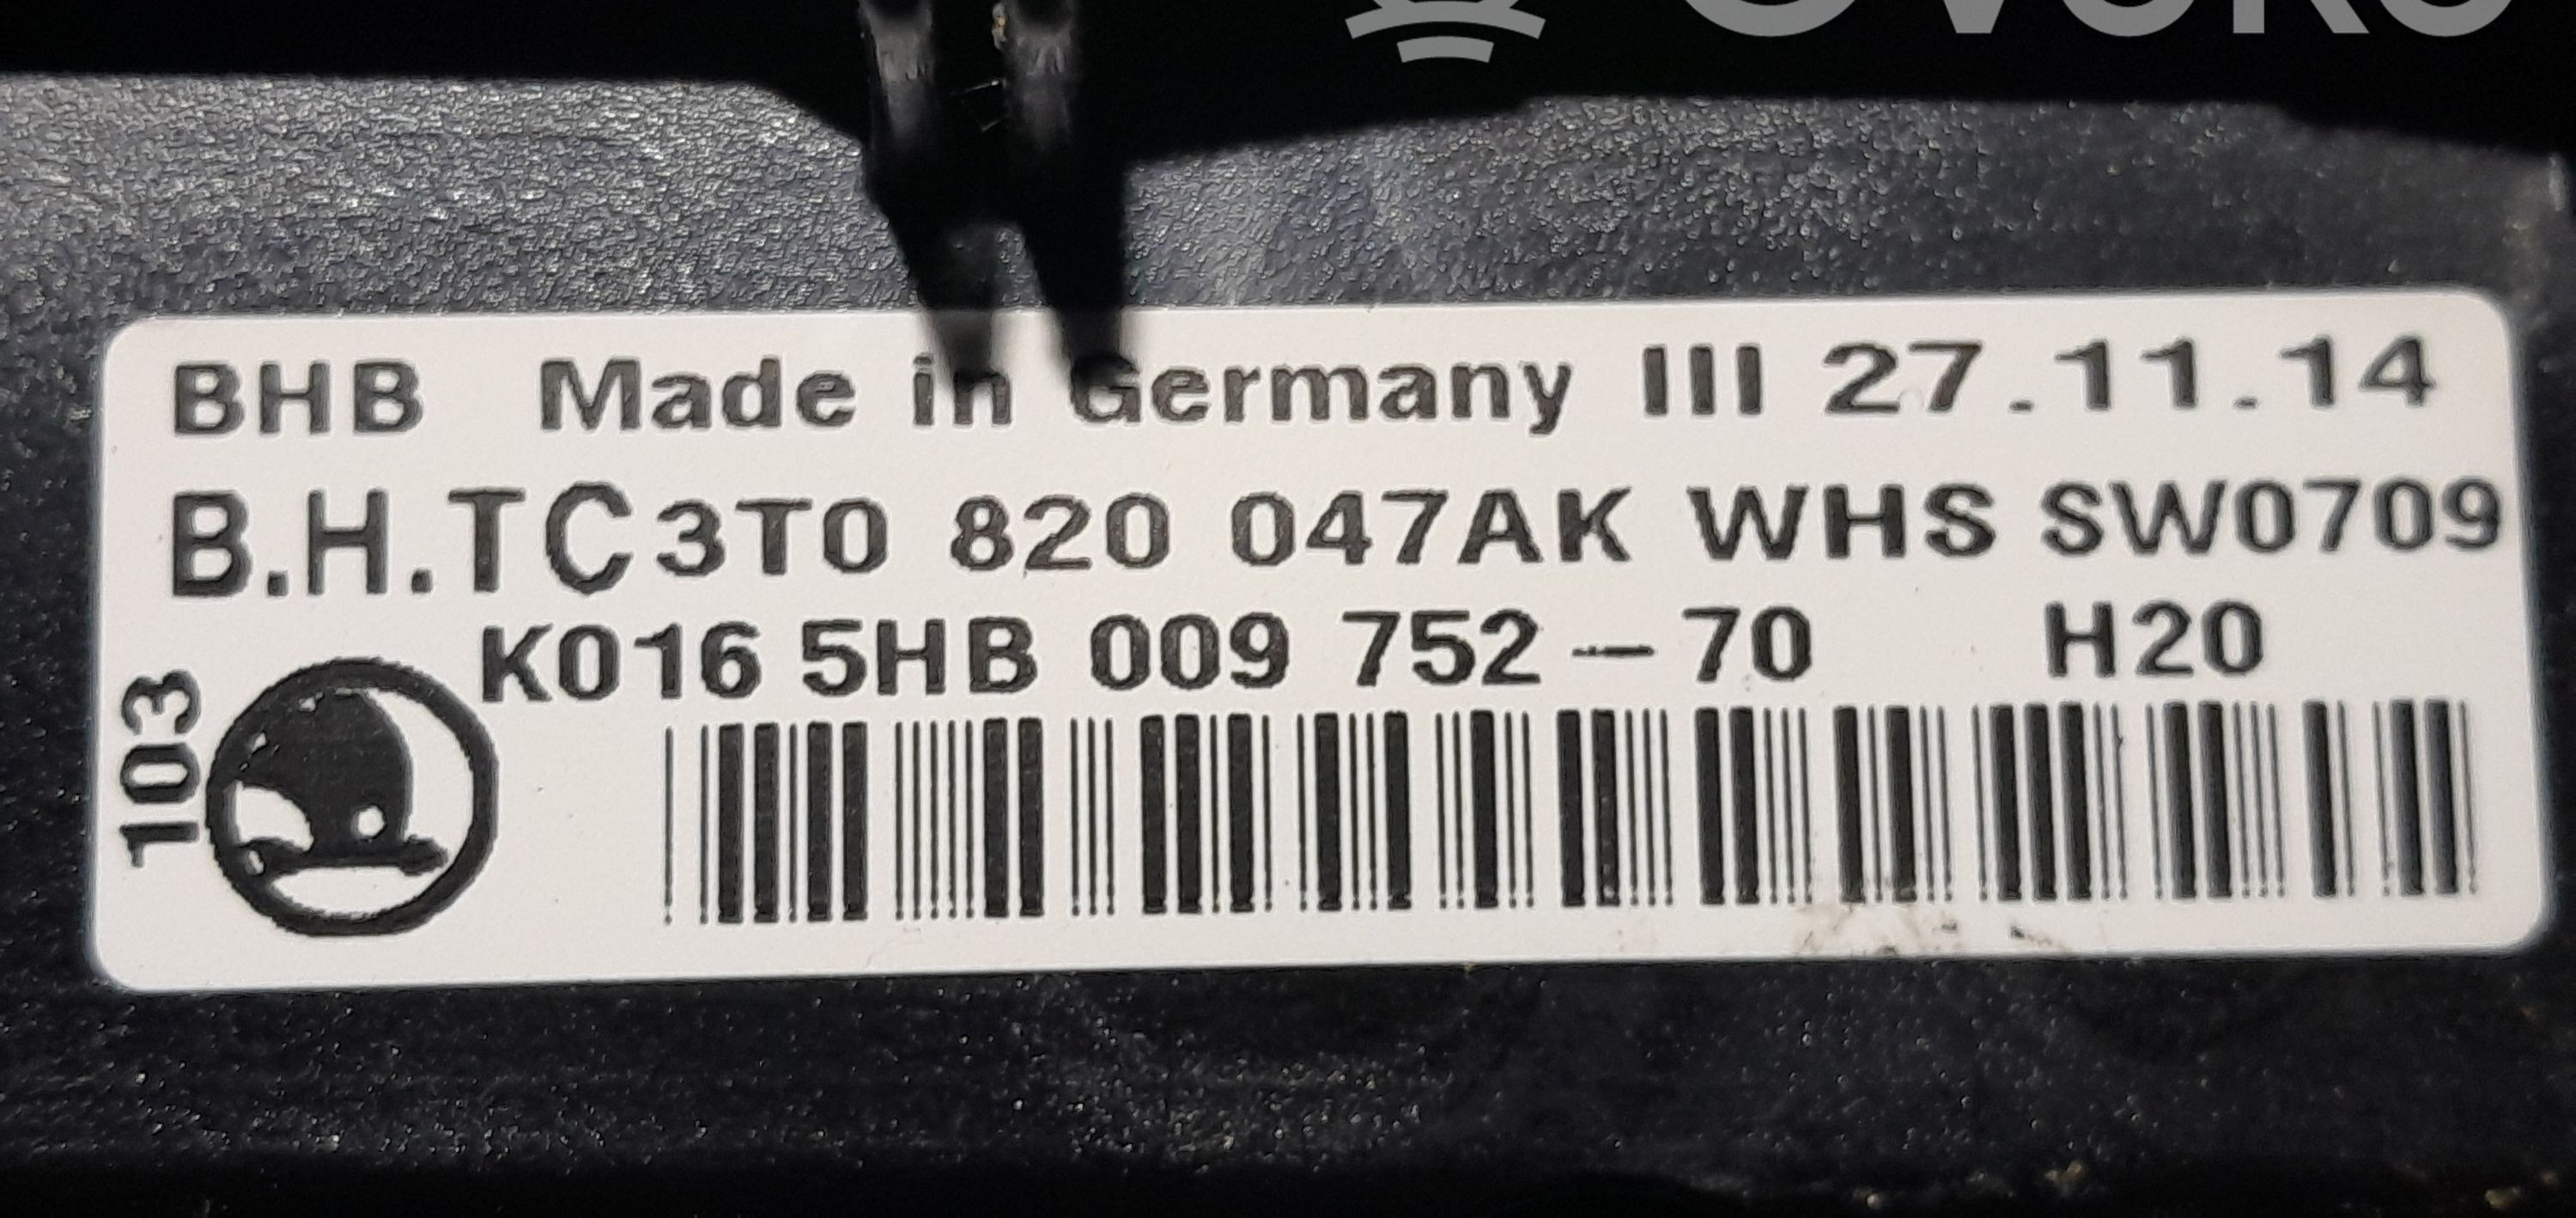 BHB Made in Germany III 27.11.14
B.H.TC 3T0 820 047AK WHS SW0709
K016 5HB 009 752-70 H20
103